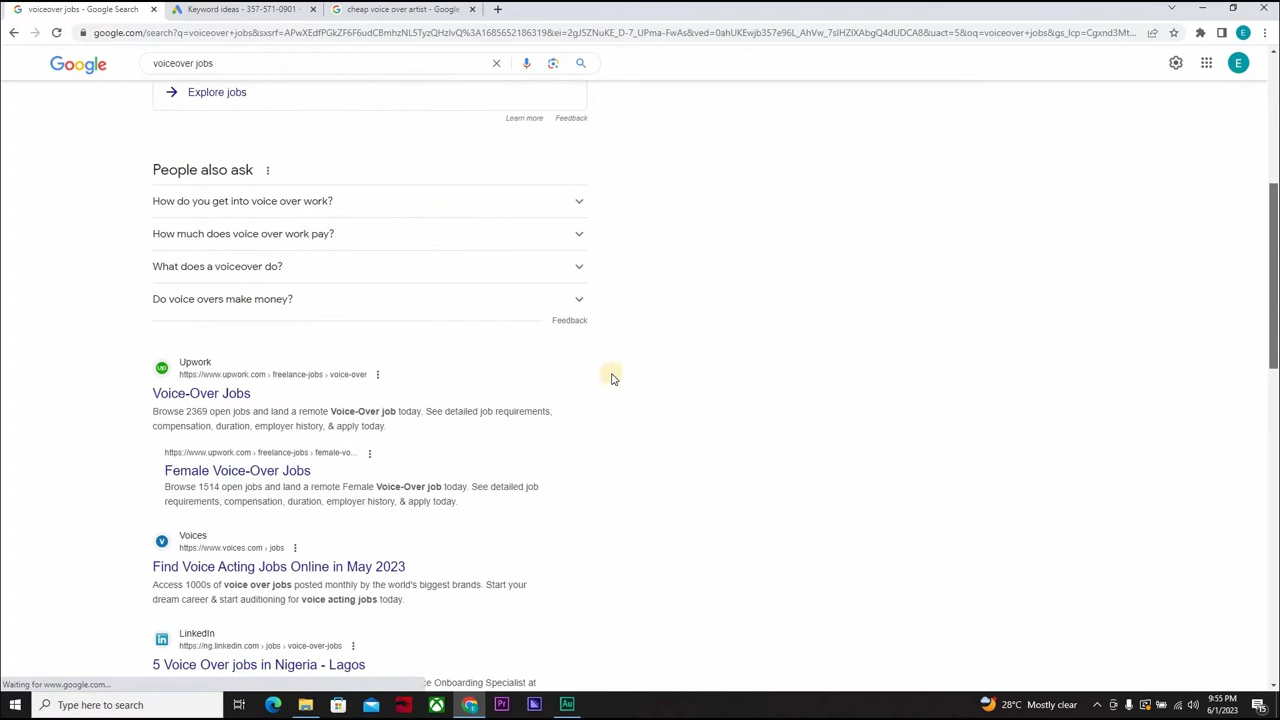 voiceover jobs - Google Search
Keyword ideas - 357-571-0901 -
cheap voice over artist - Google
voiceover jobs
Google
Explore jobs
Learn more Feedback
People also ask
How do you get into voice over work?
How much does voice over work pay?
What does a voiceover do?
Do voice overs make money?
Feedback
Upwork
https://www.upwork.com › freelance-jobs › voice-over
Voice-Over Jobs
Browse 2369 open jobs and land a remote Voice-Over job today. See detailed job requirements,
compensation, duration, employer history, & apply today.
https://www.upwork.com › freelance-jobs › female-vo...
Female Voice-Over Jobs
Browse 1514 open jobs and land a remote Female Voice-Over job today. See detailed job
requirements, compensation, duration, employer history, & apply today.
Voices
https://www.voices.com › jobs
Find Voice Acting Jobs Online in May 2023
Access 1000s of voice over jobs posted monthly by the world's biggest brands. Start your
dream career & start auditioning for voice acting jobs today.
LinkedIn
https://ng.linkedin.com › jobs › voice-over-jobs
5 Voice Over jobs in Nigeria - Lagos
Onboarding Specialist at
Waiting for www.google.com...
Type here to search
28°C Mostly clear
9:55 PM
6/1/2023